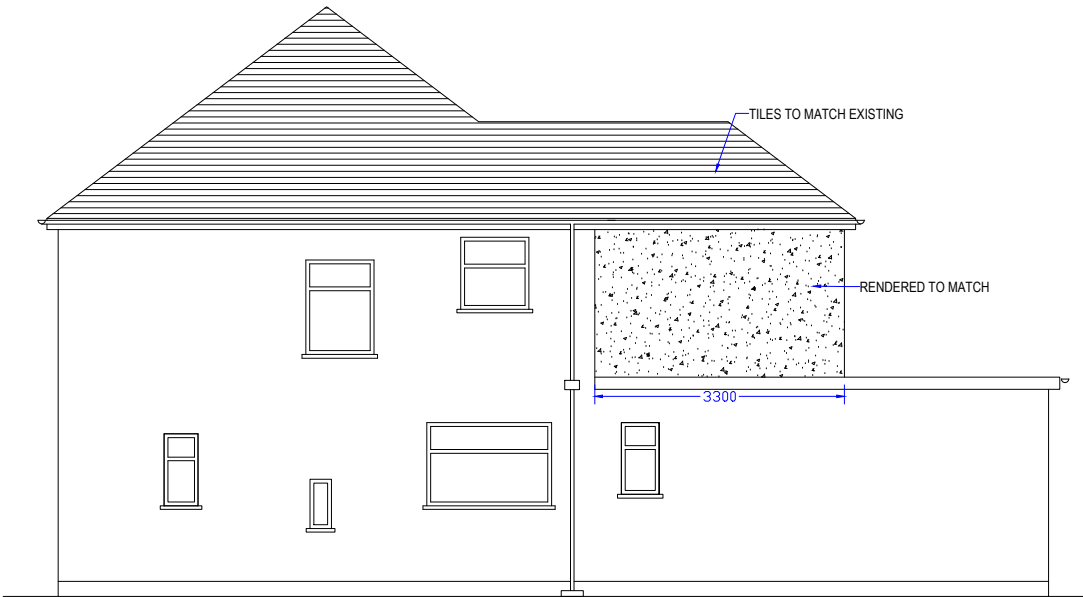 TILES TO MATCH EXISTING
RENDERED TO MATCH
3300